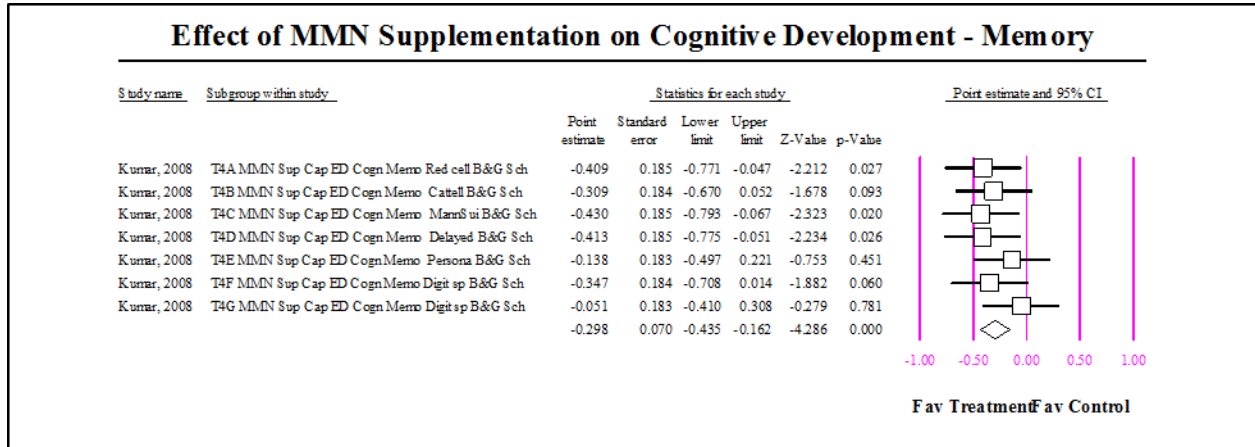 Effect of MMN Supplementation on Cognitive Development - Memory
Study name Subgroup within study Statistics for each study Point estimate and 95% CI
Point Standard Lower Upper
estimate error limit limit Z-Value p-Value
Kumar, 2008 T4A MMN Sup Cap ED Cogn Memo Red cell B&G Sch -0.409 0.185 -0.771 -0.047 -2.212 0.027
Kumar, 2008 T4B MMN Sup Cap ED Cogn Memo Cattell B&G Sch -0.309 0.184 -0.670 0.052 -1.678 0.093
Kumar, 2008 T4C MMN Sup Cap ED Cogn Memo MannSui B&G Sch -0.430 0.185 -0.793 -0.067 -2.323 0.020
Kumar, 2008 T4D MMN Sup Cap ED Cogn Memo Delayed B&G Sch -0.413 0.185 -0.775 -0.051 -2.234 0.026
Kumar, 2008 T4E MMN Sup Cap ED Cogn Memo Persona B&G Sch -0.138 0.183 -0.497 0.221 -0.753 0.451
Kumar, 2008 T4F MMN Sup Cap ED Cogn Memo Digit sp B&G Sch -0.347 0.184 -0.708 0.014 -1.882 0.060
Kumar, 2008 T4G MMN Sup Cap ED Cogn Memo Digit sp B&G Sch -0.051 0.183 -0.410 0.308 -0.279 0.781
-0.298 0.070 -0.435 -0.162 -4.286 0.000
-1.00 -0.50 0.00 0.50 1.00
Fav Treatment Fav Control